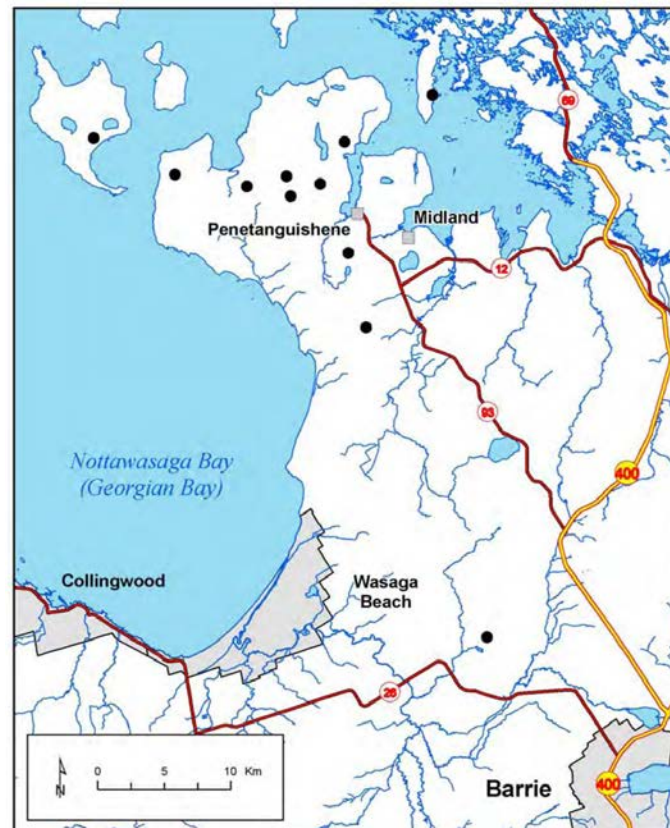 69
Penetanguishene
Midland
12
93
Nottawasaga Bay
(Georgian Bay)
400
Collingwood
Wasaga
Beach
26
N
0 5 10 Km
Barrie
400